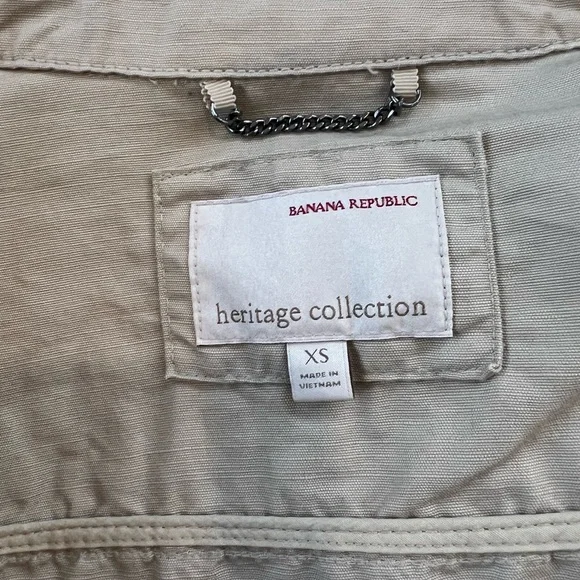 BANANA REPUBLIC
heritage collection
XS
MADE IN
VIETNAM